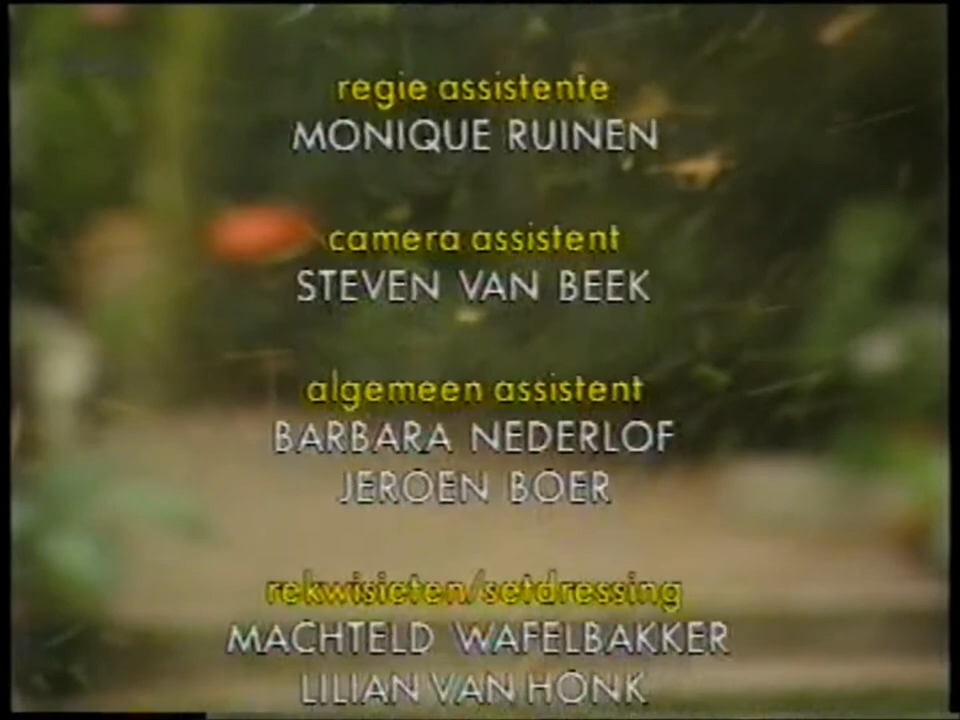 regie assistente
MONIQUE RUINEN
camera assistent
STEVEN VAN BEEK
algemeen assistent
BARBARA NEDERLOF
JEROEN BOER
rekwisieten/setdressing
MACHTELD WAFELBAKKER
LILIAN VAN HONK